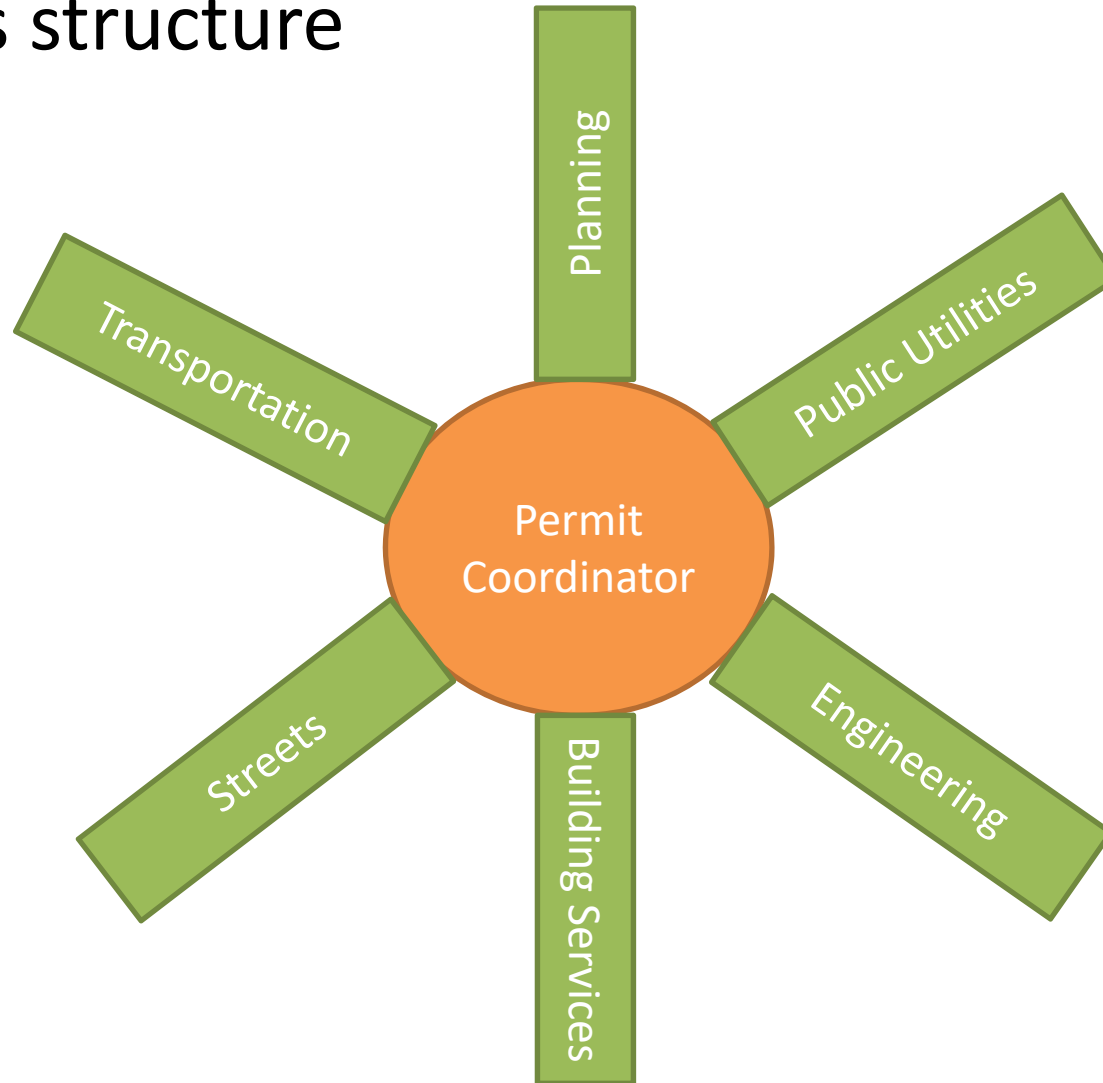 s structure
Planning
Public Utilities
Transportation
Permit
Coordinator
Streets
Engineering
Building Services